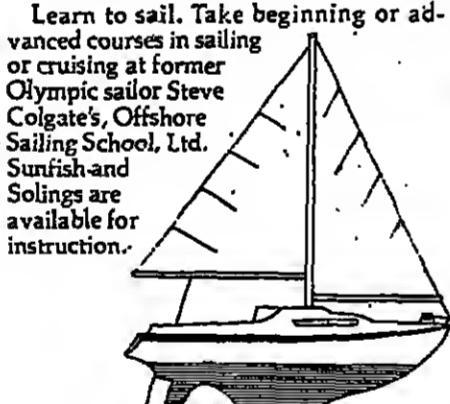 Learn to sail. Take beginning or ad-
vanced courses in sailing
or cruising at former
Olympic sailor Steve
Colgate's, Offshore
Sailing School, Ltd.
Sunfish and
Solings are
available for
instruction.